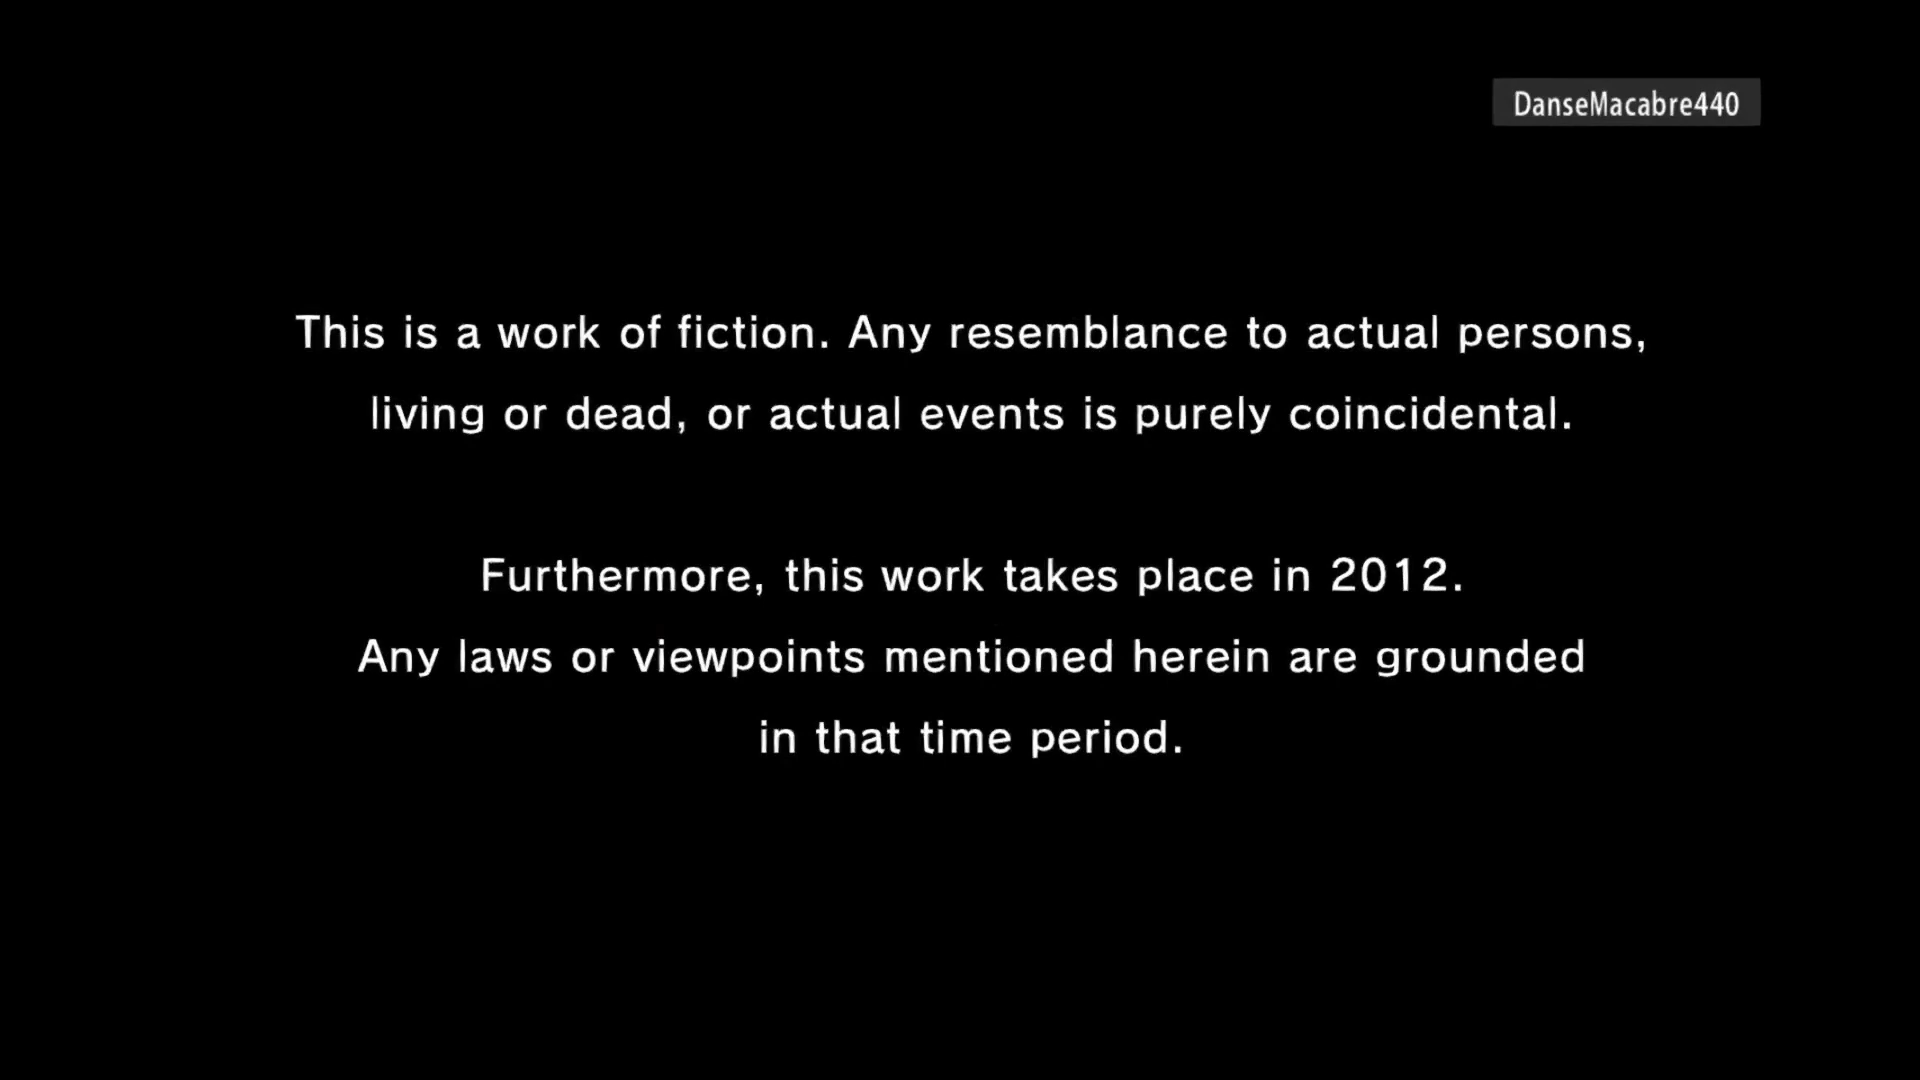 DanseMacabre440
This is a work of fiction. Any resemblance to actual persons,
living or dead, or actual events is purely coincidental.
Furthermore, this work takes place in 2012.
Any laws or viewpoints mentioned herein are grounded
in that time period.